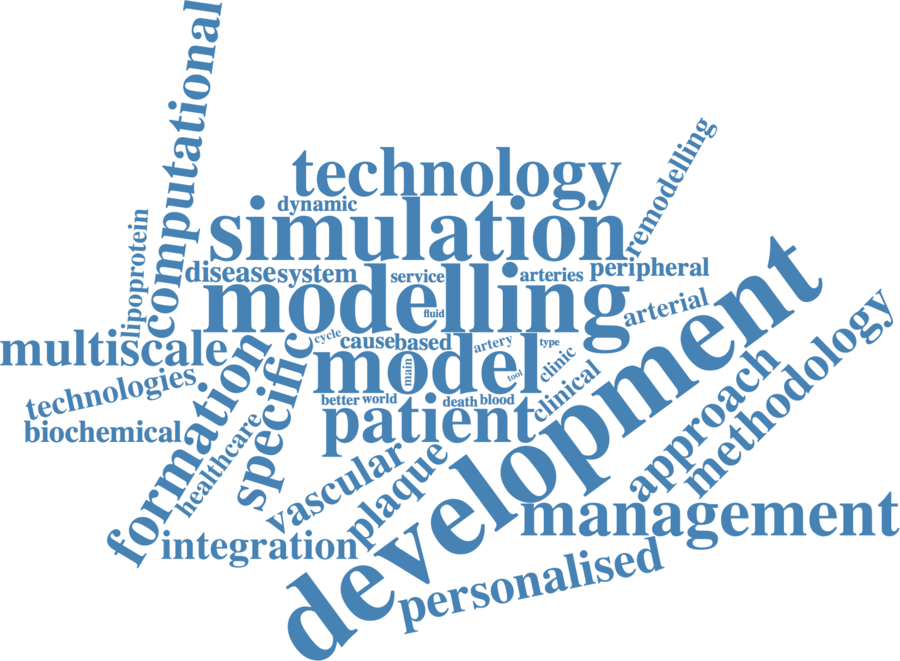 computational
technology
remodelling
dynamic
lipoprotein
simulation
disease
system
service
arteries
peripheral
modelling
fluid
arterial
development
methodology
multiscale
cycle
cause
based
artery
type
model
main
tool
clinic
technologies
formation
specific
better
world
death
blood
clinical
approach
biochemical
healthcare
patient
vascular
plaque
management
integration
personalised